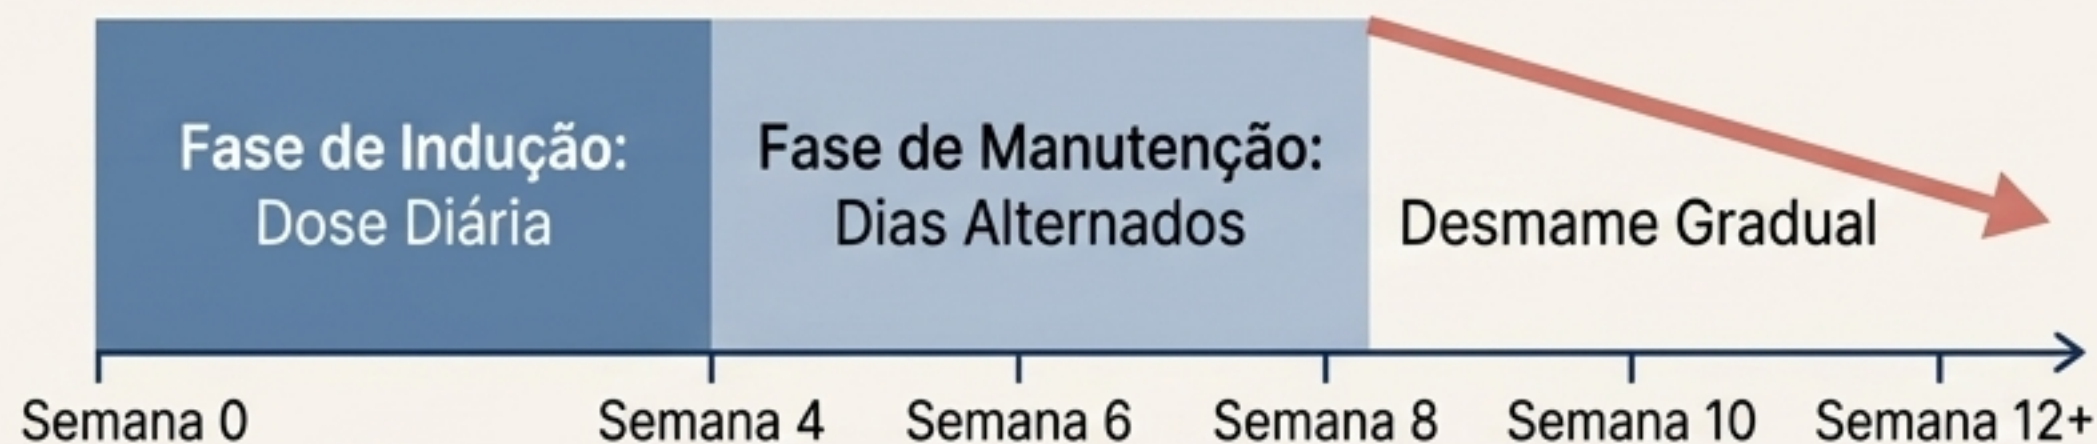 Fase de Indução:
Dose Diária
Fase de Manutenção:
Dias Alternados
Desmame Gradual
Semana 0
Semana 4
Semana 6
Semana 8
Semana 10
Semana 12+